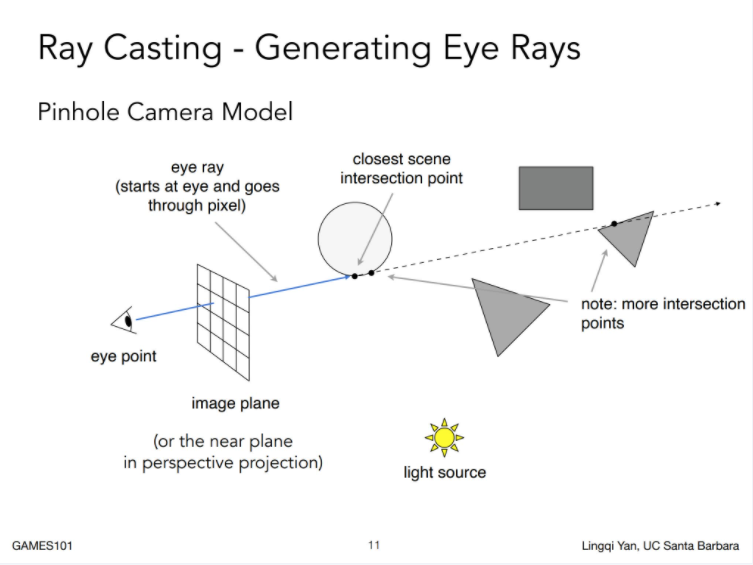 Ray Casting - Generating Eye Rays
Pinhole Camera Model
eye ray
(starts at eye and goes
through pixel)
closest scene
intersection point
note: more intersection
points
eye point
image plane
(or the near plane
in perspective projection)
light source
GAMES101
11
Lingqi Yan, UC Santa Barbara